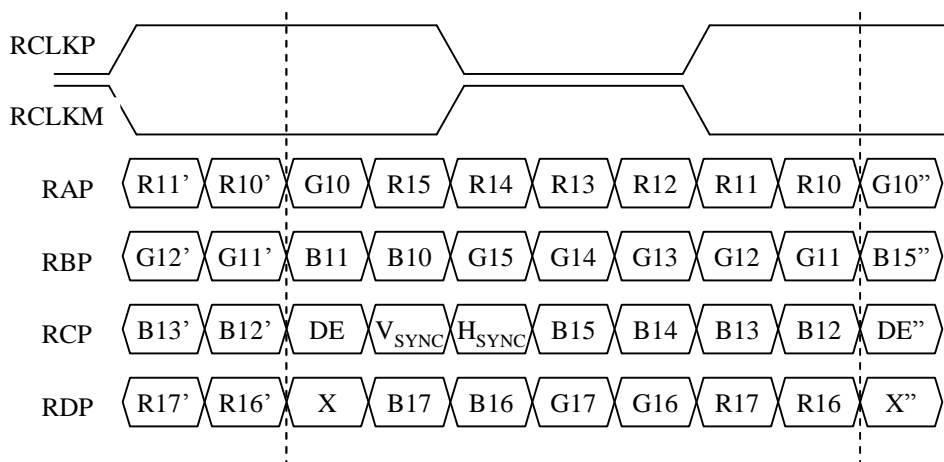 RCLKP
RCLKM
RAP R11’ R10’ G10 R15 R14 R13 R12 R11 R10 G10”
RBP G12’ G11’ B11 B10 G15 G14 G13 G12 G11 B15”
RCP B13’ B12’ DE VSYNC HSYNC B15 B14 B13 B12 DE”
RDP R17’ R16’ X B17 B16 G17 G16 R17 R16 X”